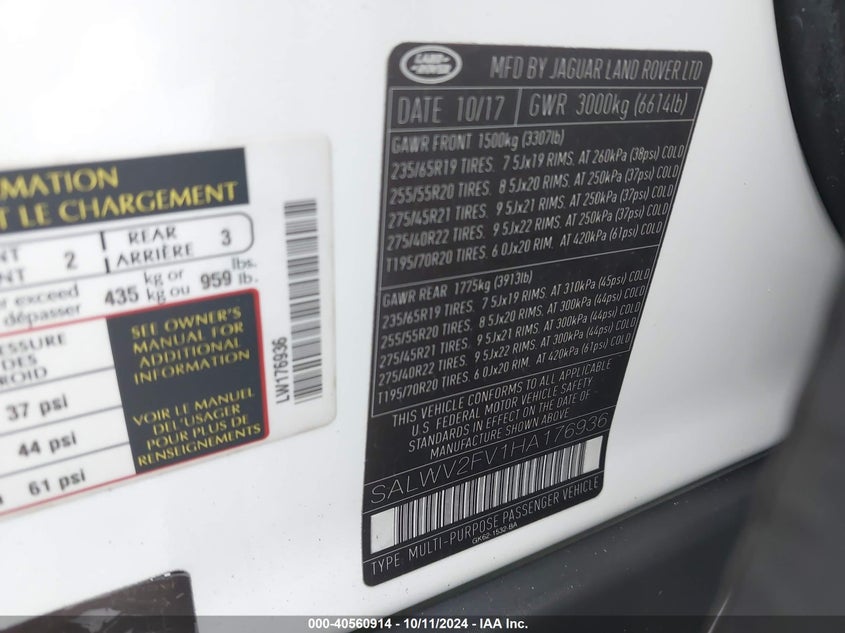 RMATION
T LE CHARGEMENT
NT 2 REAR 3
NT ARRIÈRE
r exceed 435 kg or 959 lbs.
dépasser kg ou lb.
ESSURE
DES
ROID
37 psi
44 psi
61 psi
SEE OWNER'S
MANUAL FOR
ADDITIONAL
INFORMATION
VOIR LE MANUEL
DE L'USAGER
POUR PLUS DE
RENSEIGNEMENTS
LW176936
LAND
ROVER
MFD BY JAGUAR LAND ROVER LTD
DATE 10/17 GWR 3000kg (6614lb)
GAWR FRONT 1500kg (3307lb)
235/65R19 TIRES. 7 5Jx19 RIMS. AT 260kPa (38psi) COLD
255/55R20 TIRES. 8 5Jx20 RIMS. AT 250kPa (37psi) COLD
275/45R21 TIRES. 9 5Jx21 RIMS. AT 250kPa (37psi) COLD
275/40R22 TIRES. 9 5Jx22 RIMS. AT 250kPa (37psi) COLD
T195/70R20 TIRES. 6 0Jx20 RIM. AT 420kPa (61psi) COLD
GAWR REAR 1775kg (3913lb)
235/65R19 TIRES. 7 5Jx19 RIMS. AT 310kPa (45psi) COLD
255/55R20 TIRES. 8 5Jx20 RIMS. AT 300kPa (44psi) COLD
275/45R21 TIRES. 9 5Jx21 RIMS. AT 300kPa (44psi) COLD
275/40R22 TIRES. 9 5Jx22 RIMS. AT 300kPa (44psi) COLD
T195/70R20 TIRES. 6 0Jx20 RIM. AT 420kPa (61psi) COLD
THIS VEHICLE CONFORMS TO ALL APPLICABLE
U.S. FEDERAL MOTOR VEHICLE SAFETY
STANDARDS IN EFFECT ON THE DATE OF
MANUFACTURE SHOWN ABOVE.
SALWV2FV1HA176936
TYPE: MULTI-PURPOSE PASSENGER VEHICLE
GK62-1532-BA
000-40560914 - 10/11/2024 - IAA Inc.